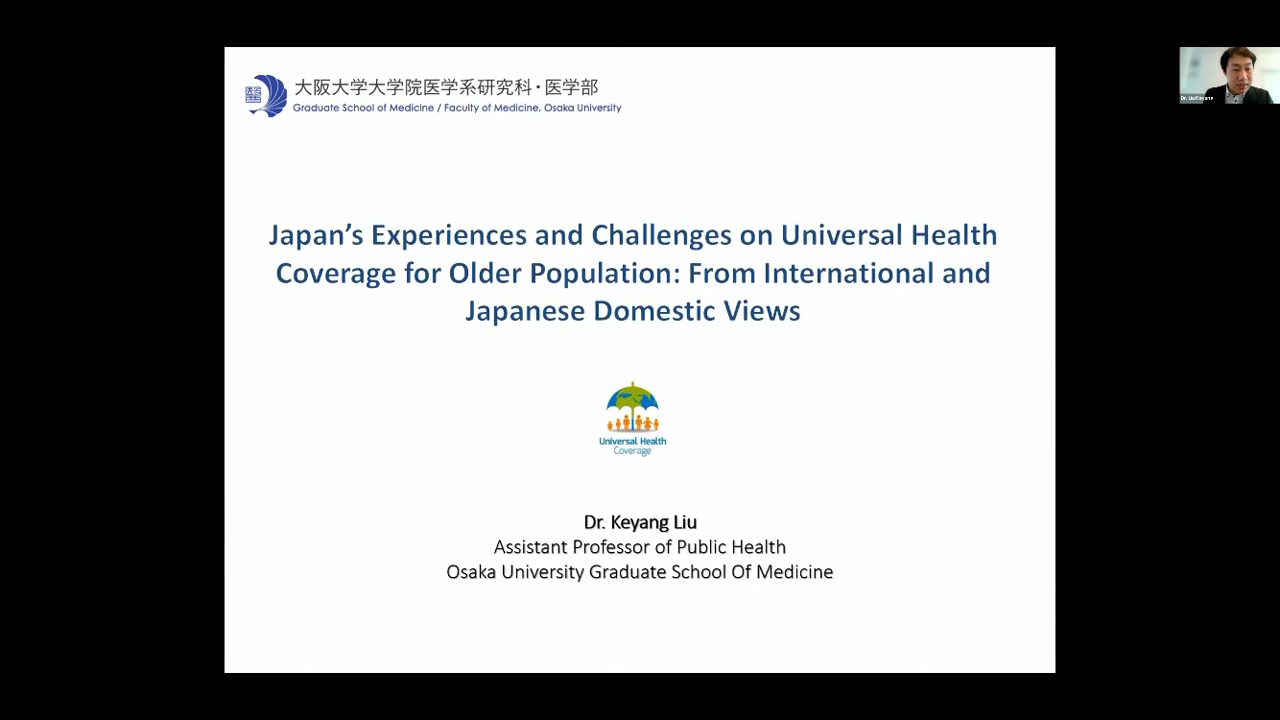 大阪大学大学院医学系研究科・医学部
Graduate School of Medicine / Faculty of Medicine, Osaka University
Japan's Experiences and Challenges on Universal Health
Coverage for Older Population: From International and
Japanese Domestic Views
Universal Health
Coverage
Dr. Keyang Liu
Assistant Professor of Public Health
Osaka University Graduate School Of Medicine
Dr. Liu Keyang